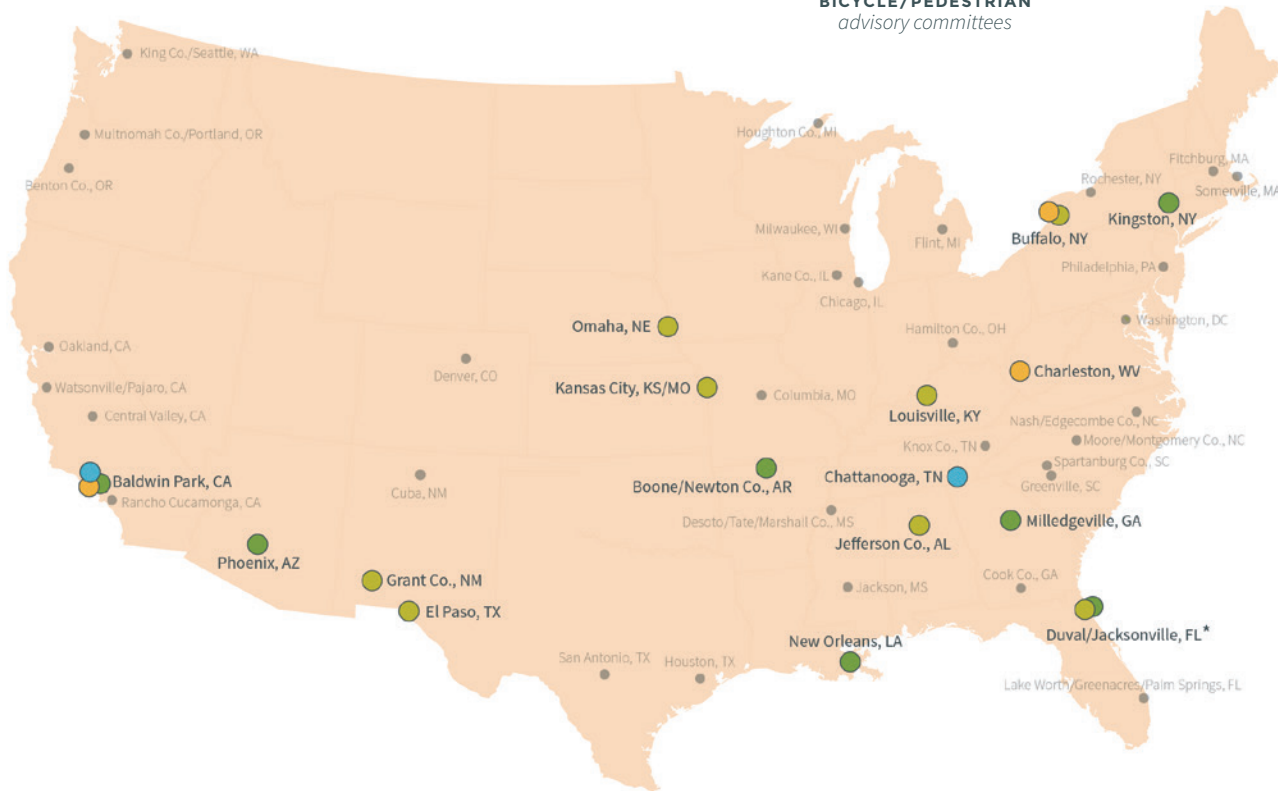 BICYCLE/PEDESTRIAN
advisory committees
King Co./Seattle, WA
Multnomah Co./Portland, OR
Houghton Co., MI
Fitchburg, MA
Benton Co., OR
Rochester, NY
Somerville, MA
Kingston, NY
Milwaukee, WI
Flint, MI
Buffalo, NY
Philadelphia, PA
Kane Co., IL
Chicago, IL
Omaha, NE
Hamilton Co., OH
Washington, DC
Oakland, CA
Denver, CO
Charleston, WV
Watsonville/Pajaro, CA
Kansas City, KS/MO
Columbia, MO
Louisville, KY
Central Valley, CA
Nash/Edgecombe Co., NC
Knox Co., TN
Moore/Montgomery Co., NC
Spartanburg Co., SC
Baldwin Park, CA
Chattanooga, TN
Boone/Newton Co., AR
Greenville, SC
Cuba, NM
Rancho Cucamonga, CA
Desoto/Tate/Marshall Co., MS
Milledgeville, GA
Jefferson Co., AL
Phoenix, AZ
Cook Co., GA
Grant Co., NM
Jackson, MS
El Paso, TX
Duval/Jacksonville, FL*
New Orleans, LA
San Antonio, TX
Houston, TX
Lake Worth/Greenacres/Palm Springs, FL